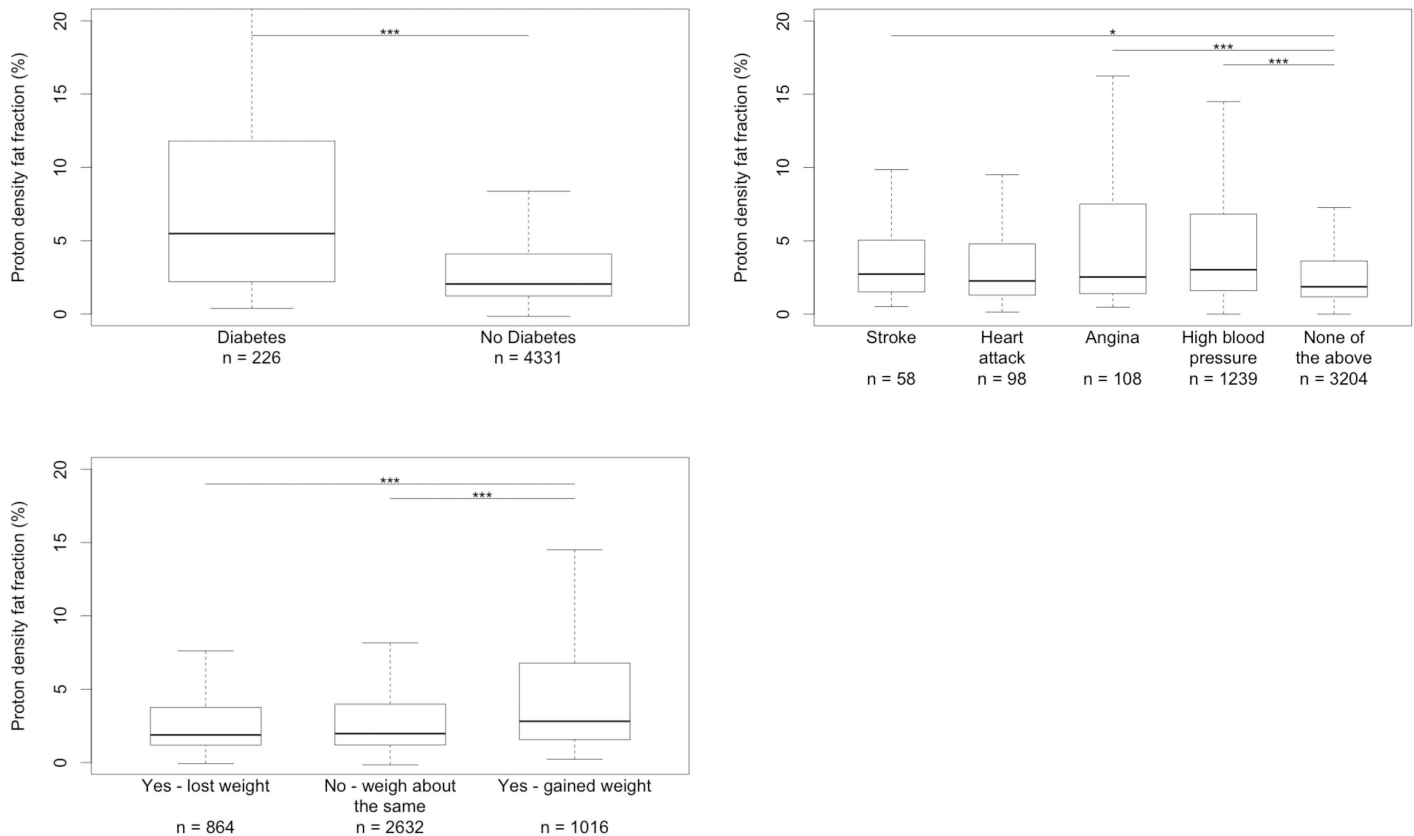 Proton density fat fraction (%)
20
15
10
5
0
***
Diabetes
n = 226
No Diabetes
n = 4331
Proton density fat fraction (%)
20
15
10
5
0
*
***
***
Stroke
n = 58
Heart
attack
n = 98
Angina
n = 108
High blood
pressure
n = 1239
None of
the above
n = 3204
Proton density fat fraction (%)
20
15
10
5
0
***
***
Yes - lost weight
n = 864
No - weigh about
the same
n = 2632
Yes - gained weight
n = 1016